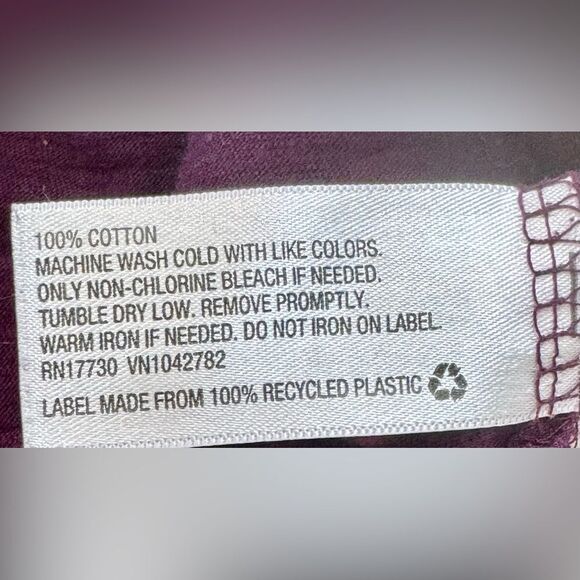 100% COTTON
MACHINE WASH COLD WITH LIKE COLORS.
ONLY NON-CHLORINE BLEACH IF NEEDED.
TUMBLE DRY LOW. REMOVE PROMPTLY.
WARM IRON IF NEEDED. DO NOT IRON ON LABEL.
RN17730 VN1042782
LABEL MADE FROM 100% RECYCLED PLASTIC